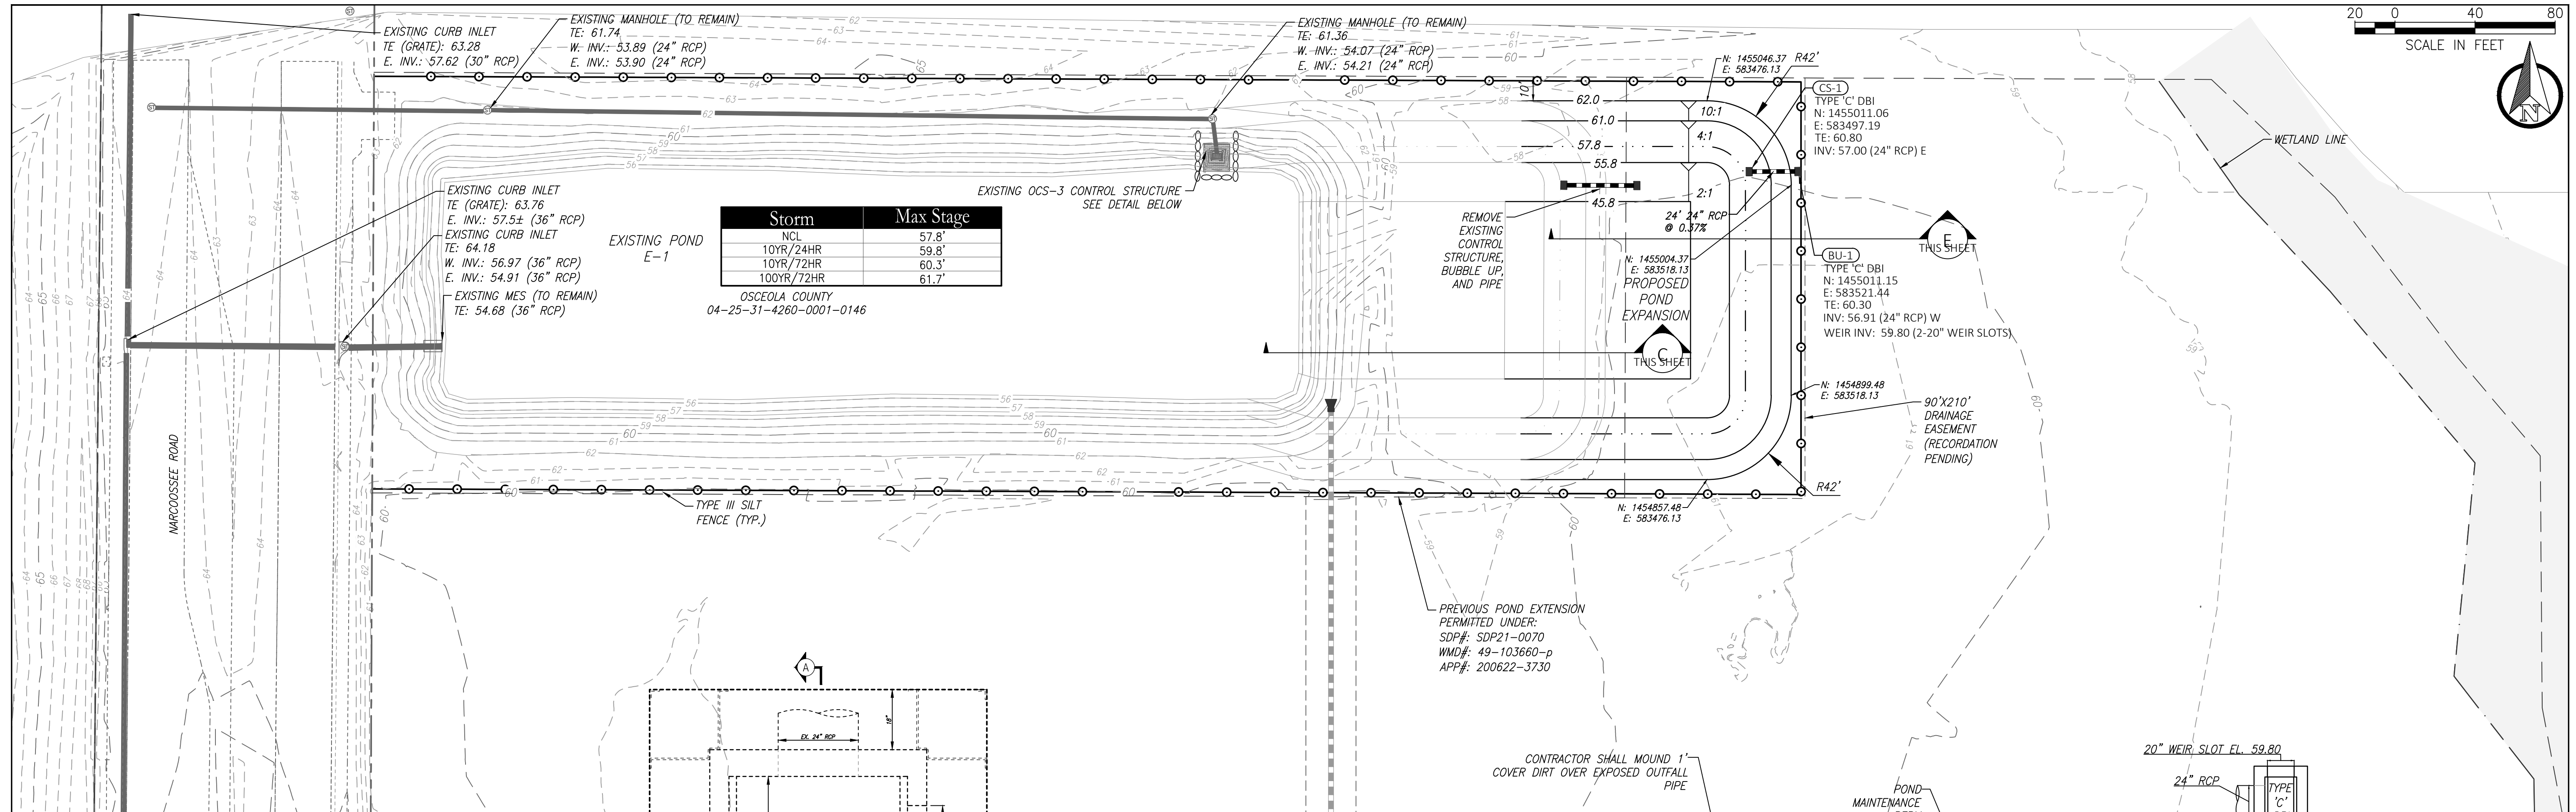 EXISTING CURB INLET
TE (GRATE): 63.28
E. INV.: 57.62 (30" RCP)
EXISTING MANHOLE (TO REMAIN)
TE: 61.74
W. INV.: 53.89 (24" RCP)
E. INV.: 53.90 (24" RCP)
EXISTING MANHOLE (TO REMAIN)
TE: 61.36
W. INV.: 54.07 (24" RCP)
E. INV.: 54.21 (24" RCP)
N: 1455046.37
E: 583476.13
R42'
20 0 40 80
SCALE IN FEET
N
10'
62.0
10:1
61.0
4:1
57.8
55.8
2:1
45.8
CS-1
TYPE 'C' DBI
N: 1455011.06
E: 583497.19
TE: 60.80
INV: 57.00 (24" RCP) E
WETLAND LINE
EXISTING CURB INLET
TE (GRATE): 63.76
E. INV.: 57.5± (36" RCP)
EXISTING CURB INLET
TE: 64.18
W. INV.: 56.97 (36" RCP)
E. INV.: 54.91 (36" RCP)
EXISTING MES (TO REMAIN)
TE: 54.68 (36" RCP)
EXISTING POND
E-1
Storm Max Stage
NCL 57.8'
10YR/24HR 59.8'
10YR/72HR 60.3'
100YR/72HR 61.7'
OSCEOLA COUNTY
04-25-31-4260-0001-0146
EXISTING OCS-3 CONTROL STRUCTURE
SEE DETAIL BELOW
REMOVE
EXISTING
CONTROL
STRUCTURE,
BUBBLE UP,
AND PIPE
24' 24" RCP
@ 0.37%
N: 1455004.37
E: 583518.13
PROPOSED
POND
EXPANSION
C
THIS SHEET
E
THIS SHEET
BU-1
TYPE 'C' DBI
N: 1455011.15
E: 583521.44
TE: 60.30
INV: 56.91 (24" RCP) W
WEIR INV: 59.80 (2-20" WEIR SLOTS)
N: 1454899.48
E: 583518.13
90'X210'
DRAINAGE
EASEMENT
(RECORDATION
PENDING)
R42'
N: 1454857.48
E: 583476.13
NARCOOSSEE ROAD
TYPE III SILT
FENCE (TYP.)
PREVIOUS POND EXTENSION
PERMITTED UNDER:
SDP#: SDP21-0070
WMD#: 49-103660-p
APP#: 200622-3730
A
1
18"
EX. 24" RCP
CONTRACTOR SHALL MOUND 1'
COVER DIRT OVER EXPOSED OUTFALL
PIPE
POND
MAINTENANCE
20" WEIR SLOT EL. 59.80
24" RCP
TYPE
'C'